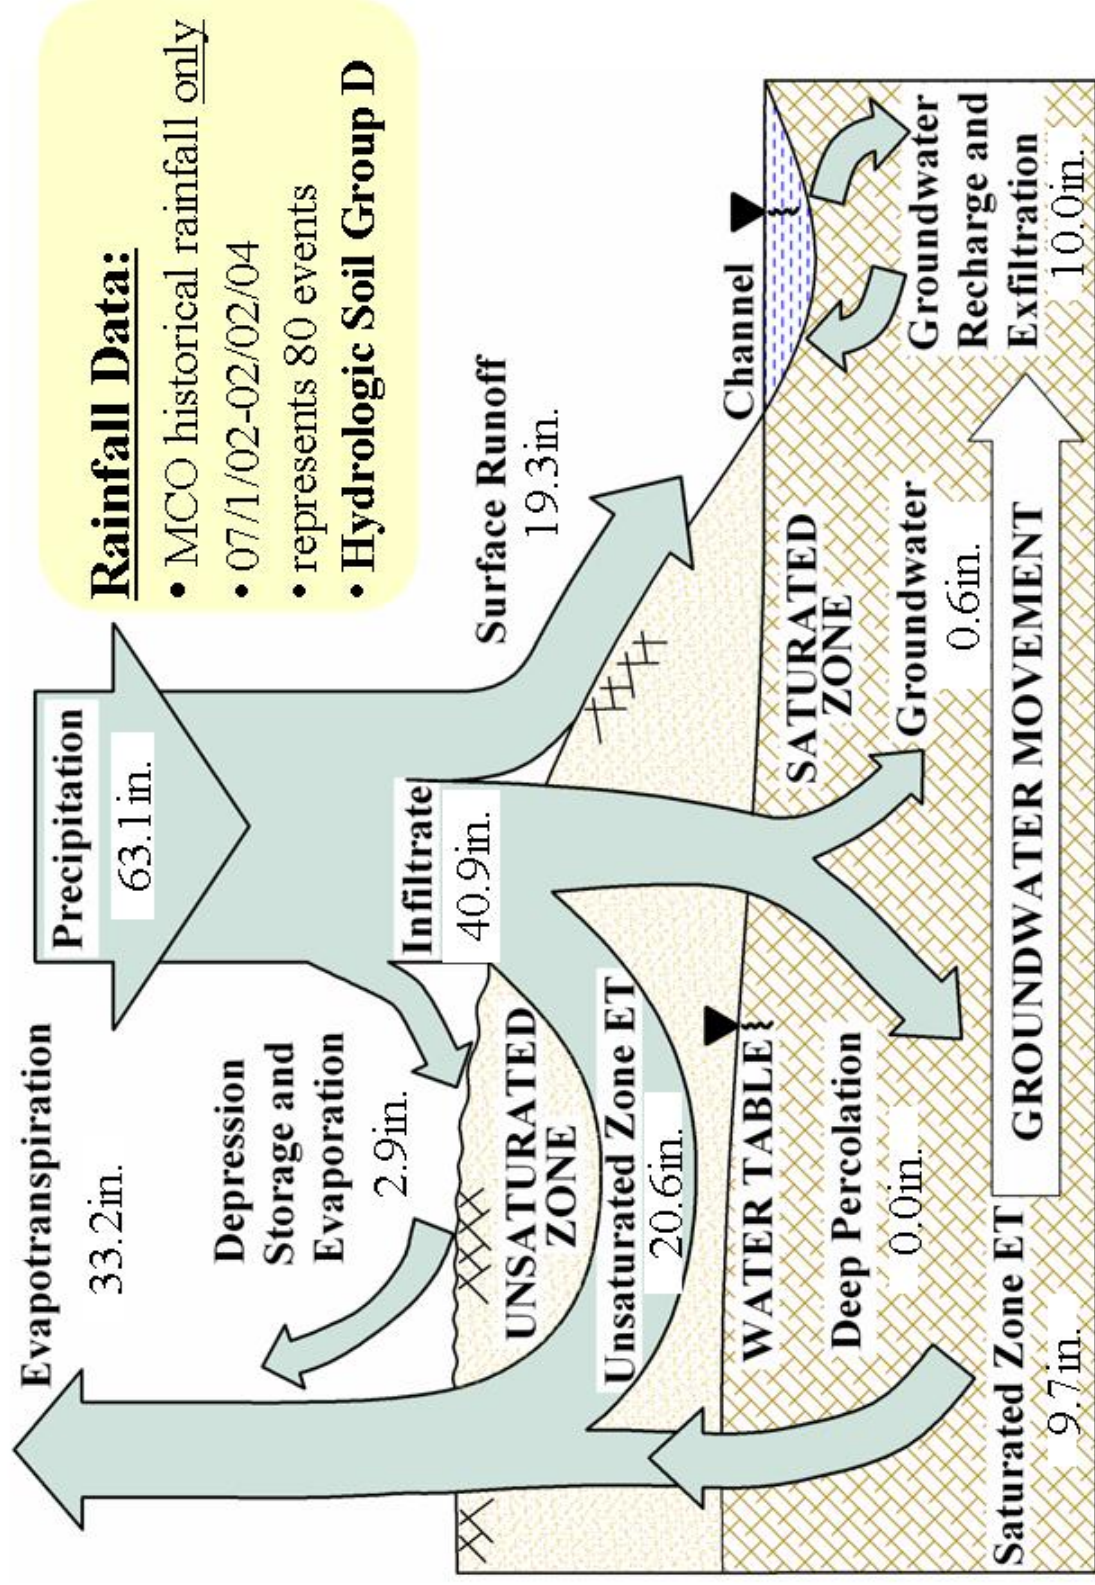 Evapotranspiration
33.2in.
Precipitation
63.1in.
Rainfall Data:
• MCO historical rainfall only
• 07/1/02-02/02/04
• represents 80 events
• Hydrologic Soil Group D
Depression
Storage and
Evaporation
2.9in.
Infiltrate
40.9in.
Surface Runoff
19.3in.
UNSATURATED
ZONE
Unsaturated Zone ET
20.6in.
Channel
WATER TABLE
SATURATED
ZONE
Deep Percolation
0.0in.
Groundwater
0.6in.
Groundwater
Recharge and
Exfiltration
10.0in.
Saturated Zone ET
9.7in.
GROUNDWATER MOVEMENT